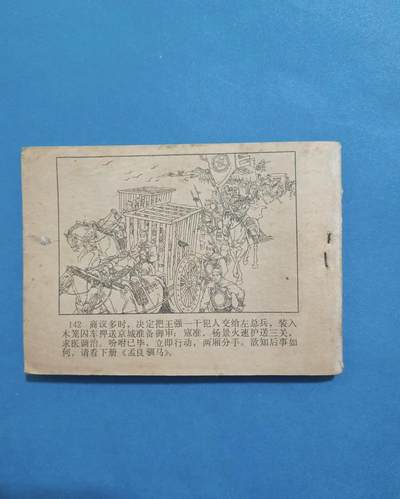 142 商议多时，决定把王强一干犯人交给左总兵，装入
木笼囚车押送京城准备御审；寇准、杨景火速护送三关，
求医调治。吩咐已毕，立即行动，两厢分手。欲知后事如
何，请看下册《孟良骗马》。